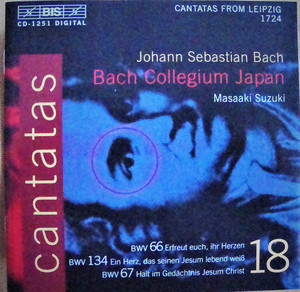 BIS
CD-1251 DIGITAL
CANTATAS FROM LEIPZIG
1724
Johann Sebastian Bach
Bach Collegium Japan
Masaaki Suzuki
cantatas
BWV 66 Erfreut euch, ihr Herzen
BWV 134 Ein Herz, das seinen Jesum lebend weiß
BWV 67 Halt im Gedächtnis Jesum Christ
18